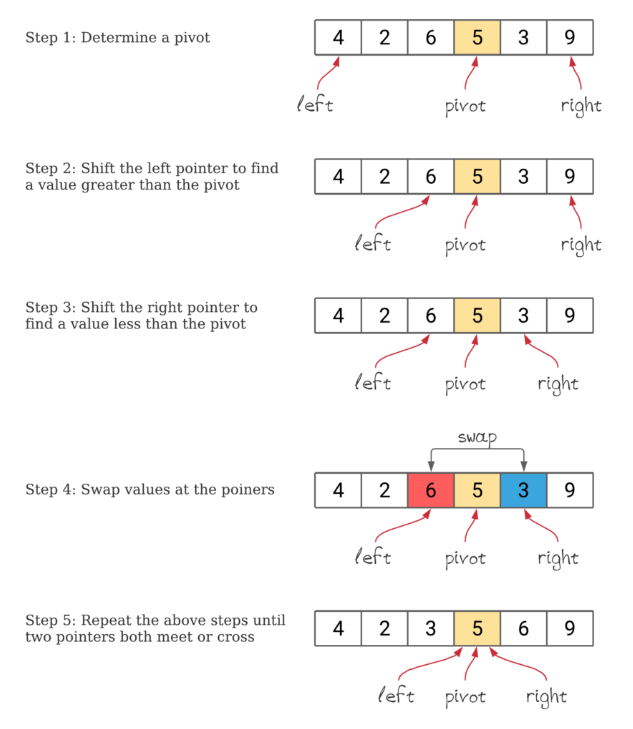 Step 1: Determine a pivot
4 2 6 5 3 9
left pivot right
Step 2: Shift the left pointer to find
a value greater than the pivot
4 2 6 5 3 9
left pivot right
Step 3: Shift the right pointer to
find a value less than the pivot
4 2 6 5 3 9
left pivot right
swap
Step 4: Swap values at the poiners
4 2 6 5 3 9
left pivot right
Step 5: Repeat the above steps until
two pointers both meet or cross
4 2 3 5 6 9
left pivot right